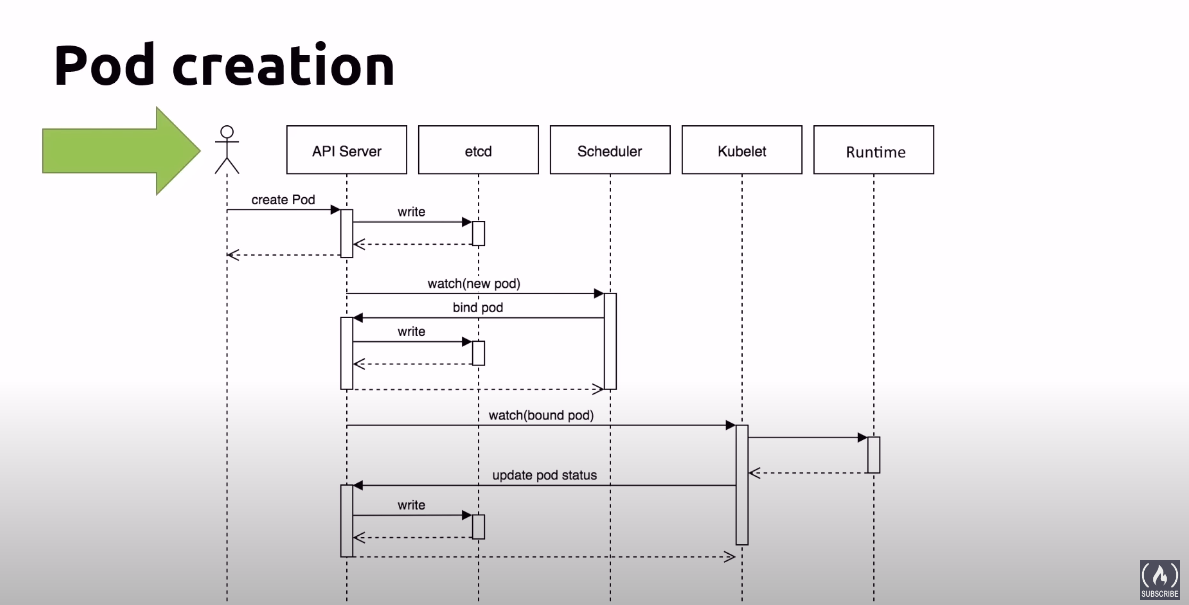 Pod creation
API Server
etcd
Scheduler
Kubelet
Runtime
create Pod
write
watch(new pod)
bind pod
write
watch(bound pod)
update pod status
write
SUBSCRIBE